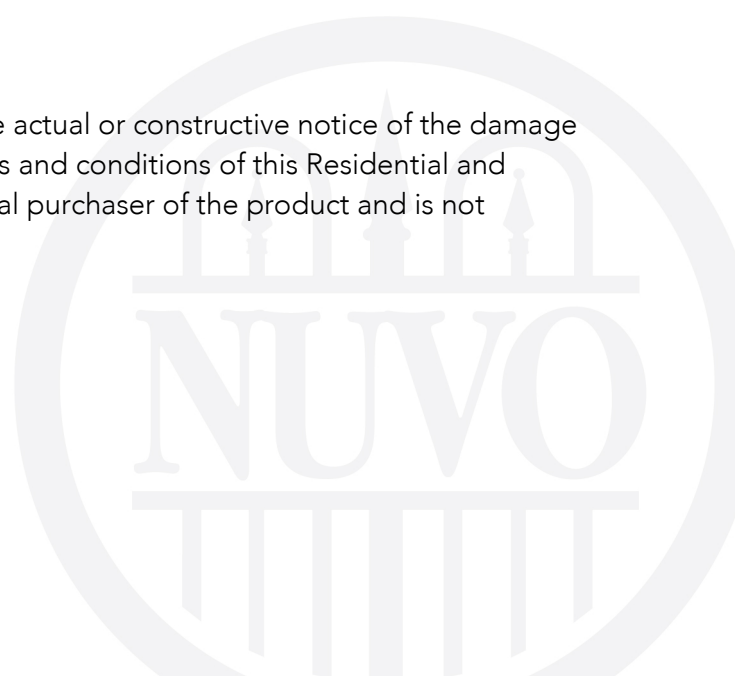 actual or constructive notice of the damage
and conditions of this Residential and
purchaser of the product and is not
NUVO